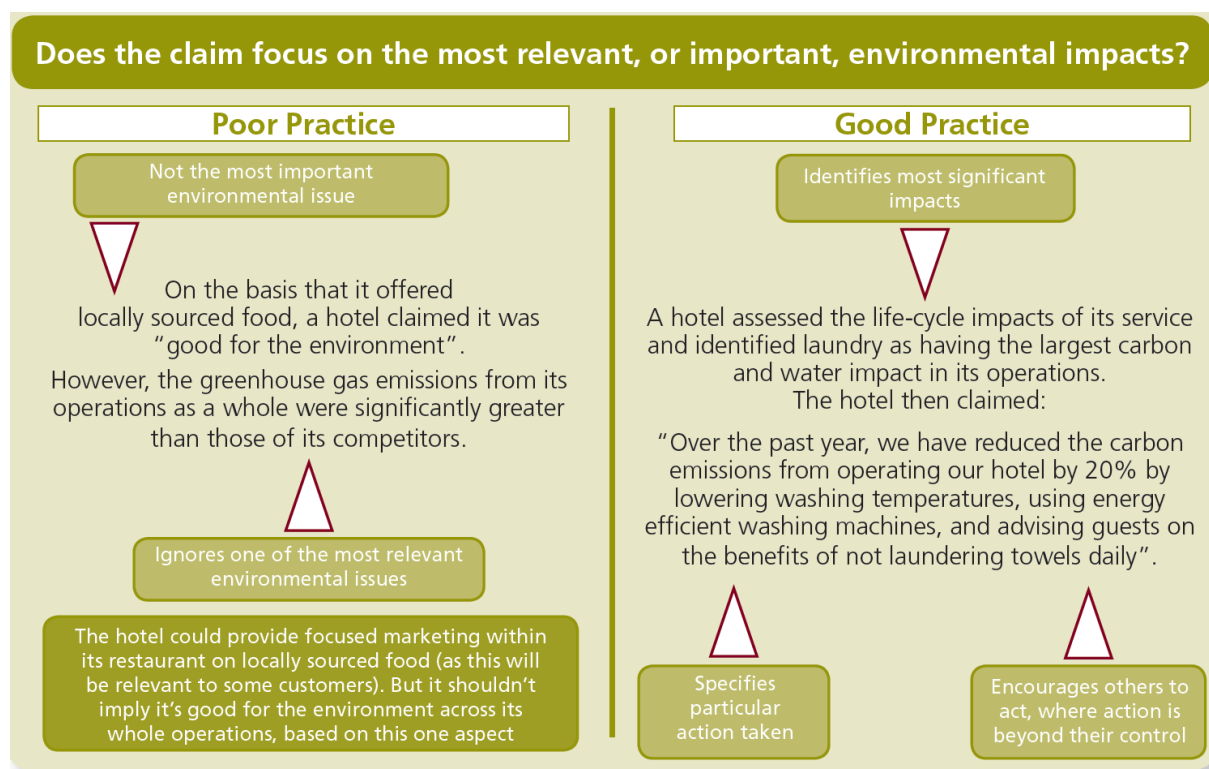 Does the claim focus on the most relevant, or important, environmental impacts?
Poor Practice
Not the most important
environmental issue
On the basis that it offered
locally sourced food, a hotel claimed it was
“good for the environment”.
However, the greenhouse gas emissions from its
operations as a whole were significantly greater
than those of its competitors.
Ignores one of the most relevant
environmental issues
The hotel could provide focused marketing within
its restaurant on locally sourced food (as this will
be relevant to some customers). But it shouldn’t
imply it’s good for the environment across its
whole operations, based on this one aspect
Good Practice
Identifies most significant
impacts
A hotel assessed the life-cycle impacts of its service
and identified laundry as having the largest carbon
and water impact in its operations.
The hotel then claimed:
“Over the past year, we have reduced the carbon
emissions from operating our hotel by 20% by
lowering washing temperatures, using energy
efficient washing machines, and advising guests on
the benefits of not laundering towels daily”.
Specifies
particular
action taken
Encourages others to
act, where action is
beyond their control